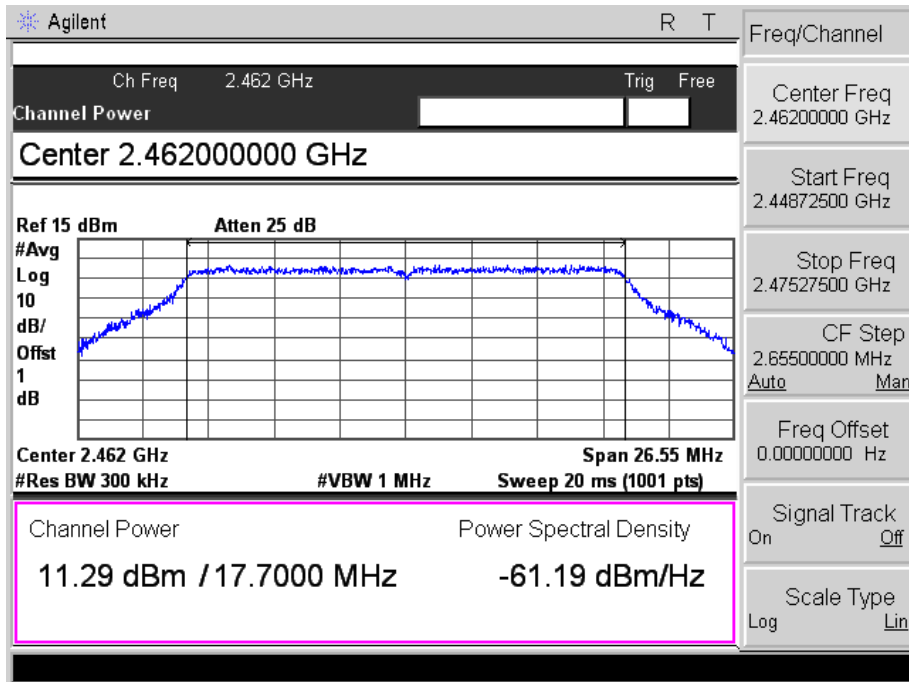 Agilent R T
Ch Freq 2.462 GHz Trig Free
Channel Power
Center 2.462000000 GHz
Ref 15 dBm Atten 25 dB
#Avg
Log
10
dB/
Offst
1
dB
Center 2.462 GHz Span 26.55 MHz
#Res BW 300 kHz #VBW 1 MHz Sweep 20 ms (1001 pts)
Channel Power Power Spectral Density
11.29 dBm / 17.7000 MHz -61.19 dBm/Hz
Freq/Channel
Center Freq
2.46200000 GHz
Start Freq
2.44872500 GHz
Stop Freq
2.47527500 GHz
CF Step
2.65500000 MHz
Auto Man
Freq Offset
0.00000000 Hz
Signal Track
On Off
Scale Type
Log Lin